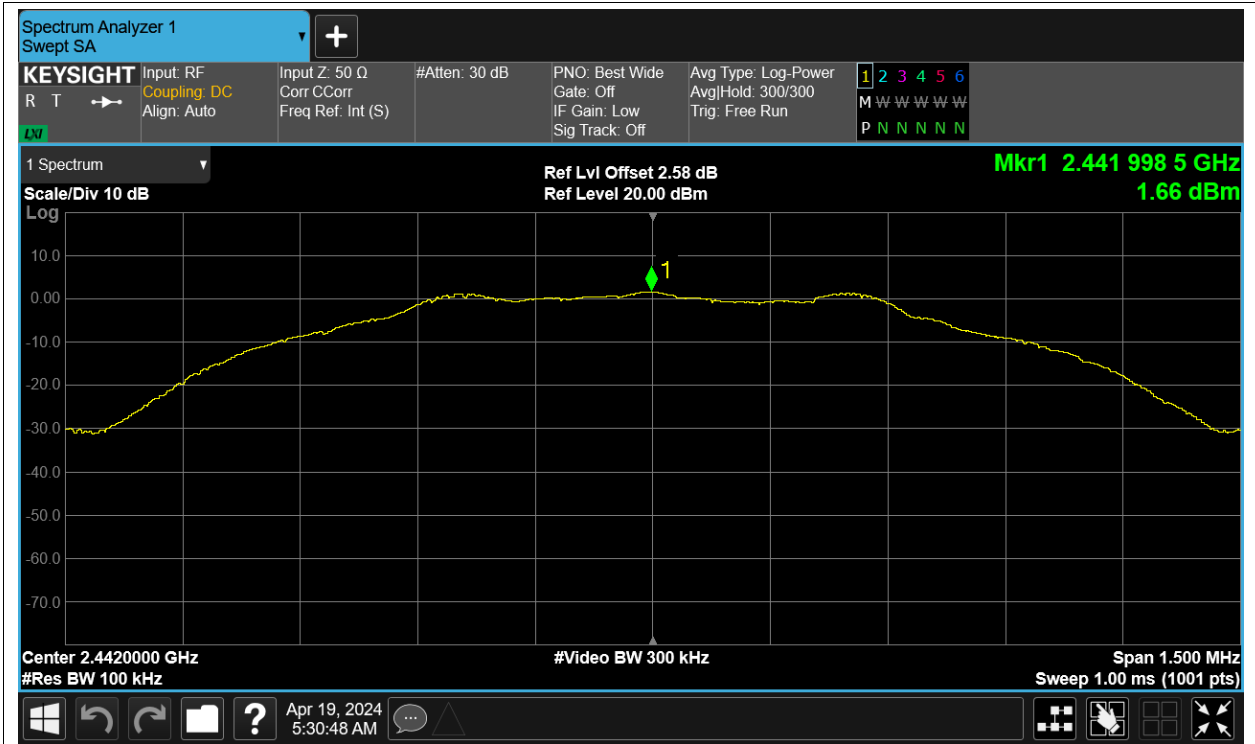 Spectrum Analyzer 1
Swept SA
KEYSIGHT
R T
LXI
Input: RF
Coupling: DC
Align: Auto
Input Z: 50 Ω
Corr CCorr
Freq Ref: Int (S)
#Atten: 30 dB
PNO: Best Wide
Gate: Off
IF Gain: Low
Sig Track: Off
Avg Type: Log-Power
Avg|Hold: 300/300
Trig: Free Run
1 2 3 4 5 6
M W W W W W
P N N N N N
1 Spectrum
Scale/Div 10 dB
Log
Ref Lvl Offset 2.58 dB
Ref Level 20.00 dBm
Mkr1 2.441 998 5 GHz
1.66 dBm
10.0
1
0.00
-10.0
-20.0
-30.0
-40.0
-50.0
-60.0
-70.0
Center 2.4420000 GHz
#Video BW 300 kHz
Span 1.500 MHz
#Res BW 100 kHz
Sweep 1.00 ms (1001 pts)
?
Apr 19, 2024
5:30:48 AM